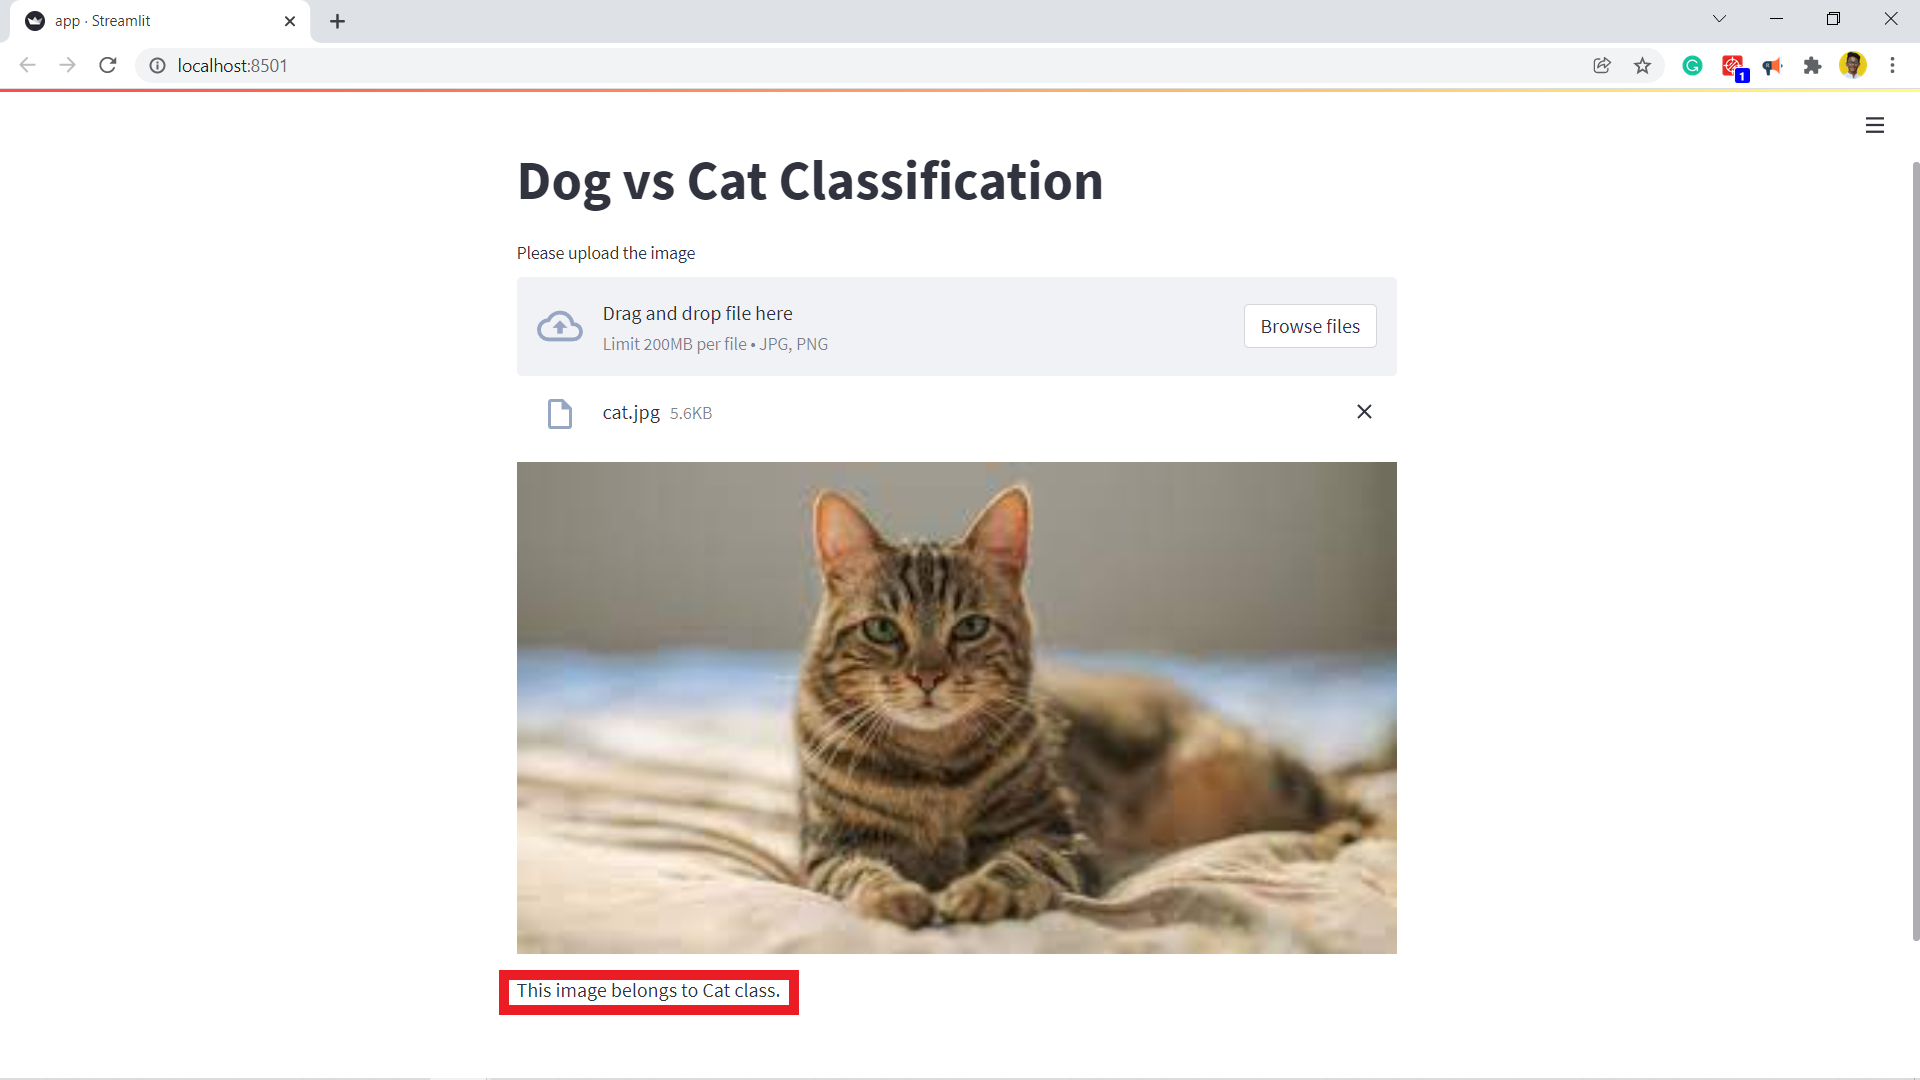 app · Streamlit
localhost:8501
1
Dog vs Cat Classification
Please upload the image
Drag and drop file here
Limit 200MB per file • JPG, PNG
Browse files
cat.jpg 5.6KB
This image belongs to Cat class.